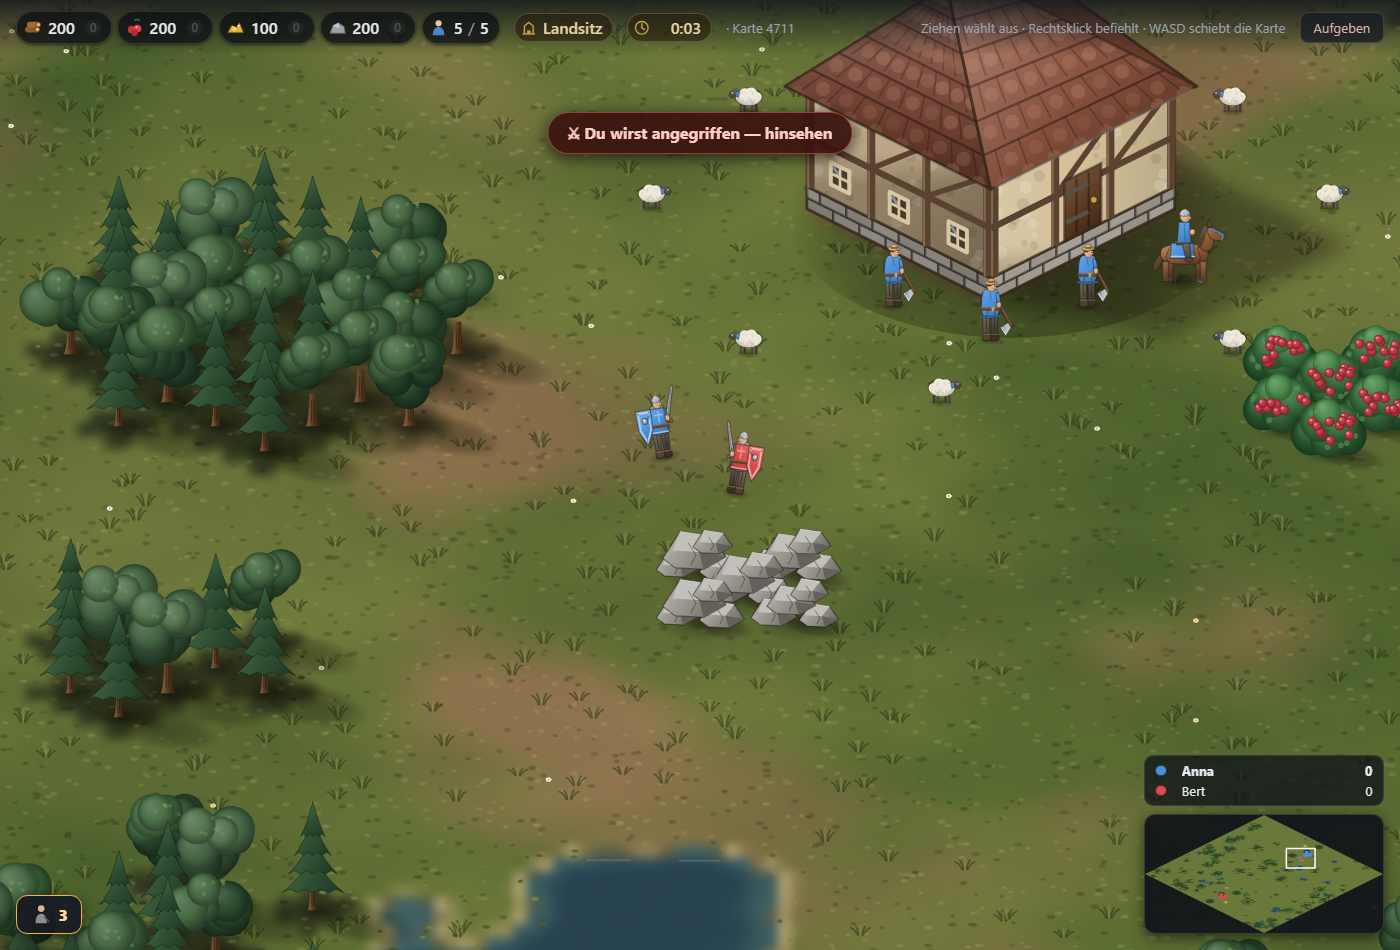 200 0 200 0 100 0 200 0 5 / 5 Landsitz 0:03 · Karte 4711 Ziehen wählt aus · Rechtsklick befiehlt · WASD schiebt die Karte Aufgeben
Du wirst angegriffen — hinsehen
Anna 0
Bert 0
3